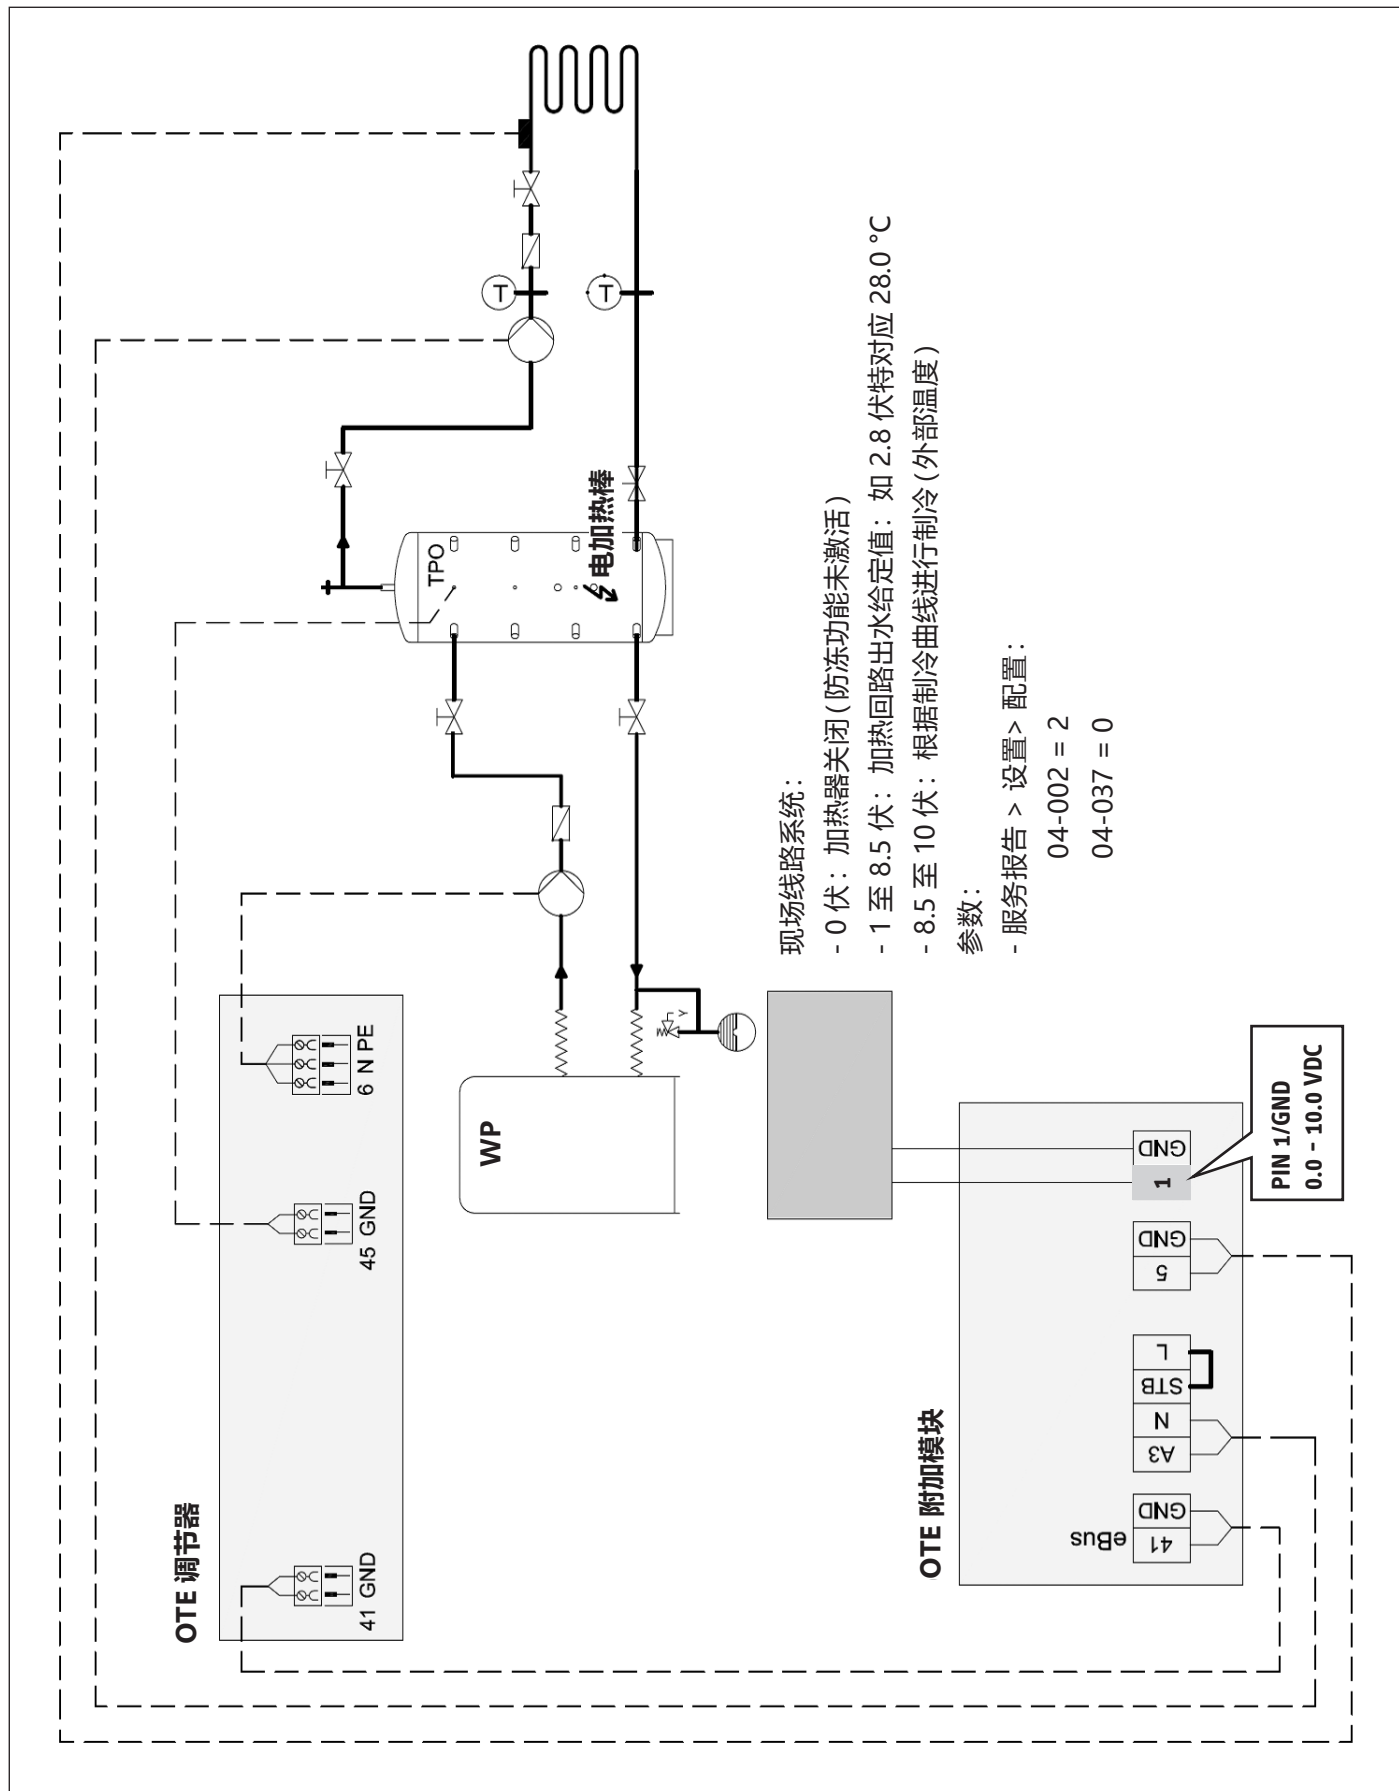 OTE 调节器
41 GND
45 GND
6 N PE
WP
TPO
电加热棒
T
T
Y
现场线路系统：
- 0 伏：加热器关闭（防冻功能未激活）
- 1 至 8.5 伏：加热回路出水给定值：如 2.8 伏特对应 28.0 °C
- 8.5 至 10 伏：根据制冷曲线进行制冷（外部温度）
参数：
- 服务报告 > 设置> 配置：
04-002 = 2
04-037 = 0
OTE 附加模块
eBus
41 GND
A3 N STB L
5 GND
1 GND
PIN 1/GND
0.0 – 10.0 VDC